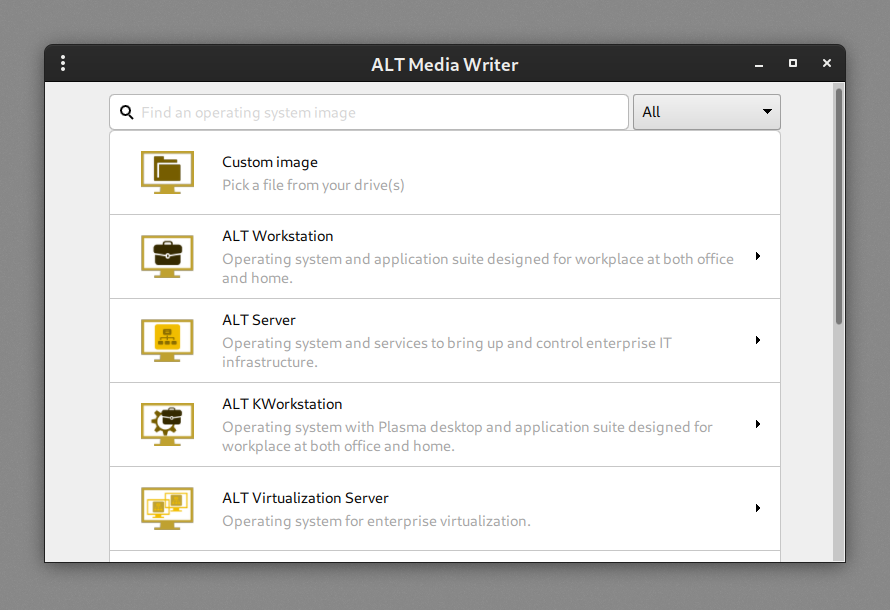 ALT Media Writer
Find an operating system image
All
Custom image
Pick a file from your drive(s)
ALT Workstation
Operating system and application suite designed for workplace at both office
and home.
ALT Server
Operating system and services to bring up and control enterprise IT
infrastructure.
ALT KWorkstation
Operating system with Plasma desktop and application suite designed for
workplace at both office and home.
ALT Virtualization Server
Operating system for enterprise virtualization.